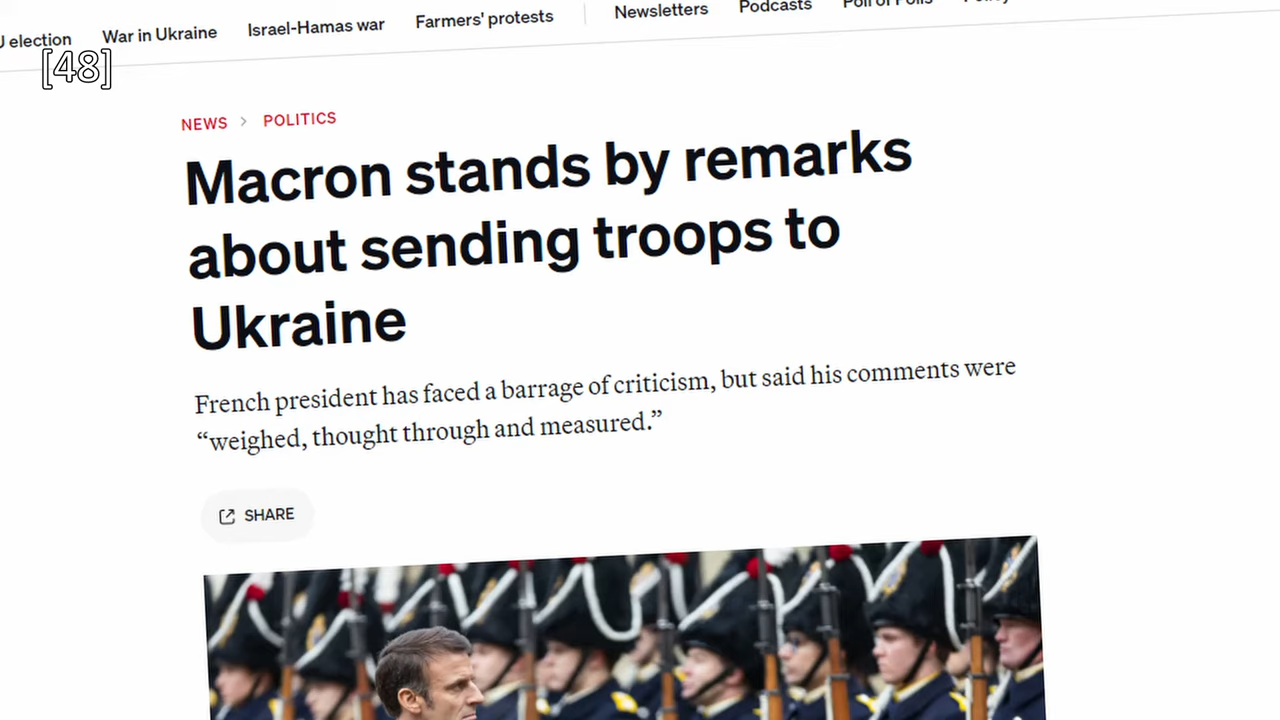 U election War in Ukraine Israel-Hamas war Farmers' protests Newsletters Podcasts Poll of Polls Policy
[48]
NEWS > POLITICS
Macron stands by remarks
about sending troops to
Ukraine
French president has faced a barrage of criticism, but said his comments were
“weighed, thought through and measured.”
SHARE